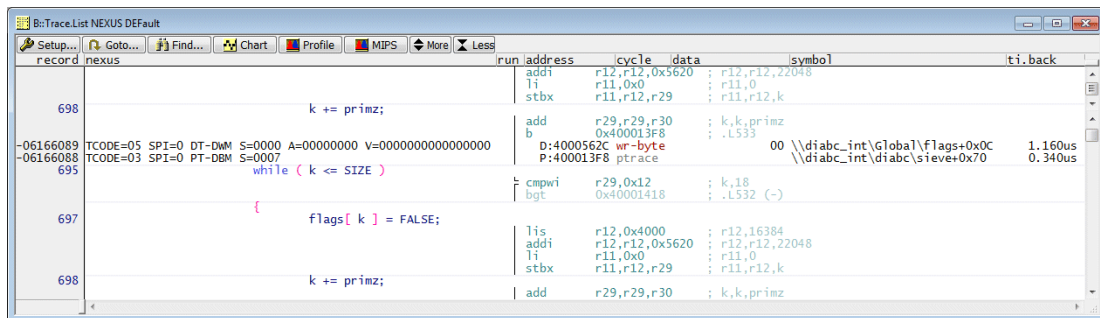 B::Trace.List NEXUS DEFault
Setup... Goto... Find... Chart Profile MIPS More Less
record nexus run address cycle data symbol ti.back
addi r12,r12,0x5620 ; r12,r12,22048
li r11,0x0 ; r11,0
stbx r11,r12,r29 ; r11,r12,k
698 k += primz;
add r29,r29,r30 ; k,k,primz
b 0x400013F8 ; .L533
-06166089 TCODE=05 SPI=0 DT-DWM S=0000 A=00000000 V=0000000000000000 D:4000562C wr-byte 00 \\diabc_int\Global\flags+0x0C 1.160us
-06166088 TCODE=03 SPI=0 PT-DBM S=0007 P:400013F8 ptrace \\diabc_int\diabc\sieve+0x70 0.340us
695 while ( k <= SIZE )
cmpwi r29,0x12 ; k,18
bgt 0x40001418 ; .L532 (-)
{
697 flags[ k ] = FALSE;
lis r12,0x4000 ; r12,16384
addi r12,r12,0x5620 ; r12,r12,22048
li r11,0x0 ; r11,0
stbx r11,r12,r29 ; r11,r12,k
698 k += primz;
add r29,r29,r30 ; k,k,primz